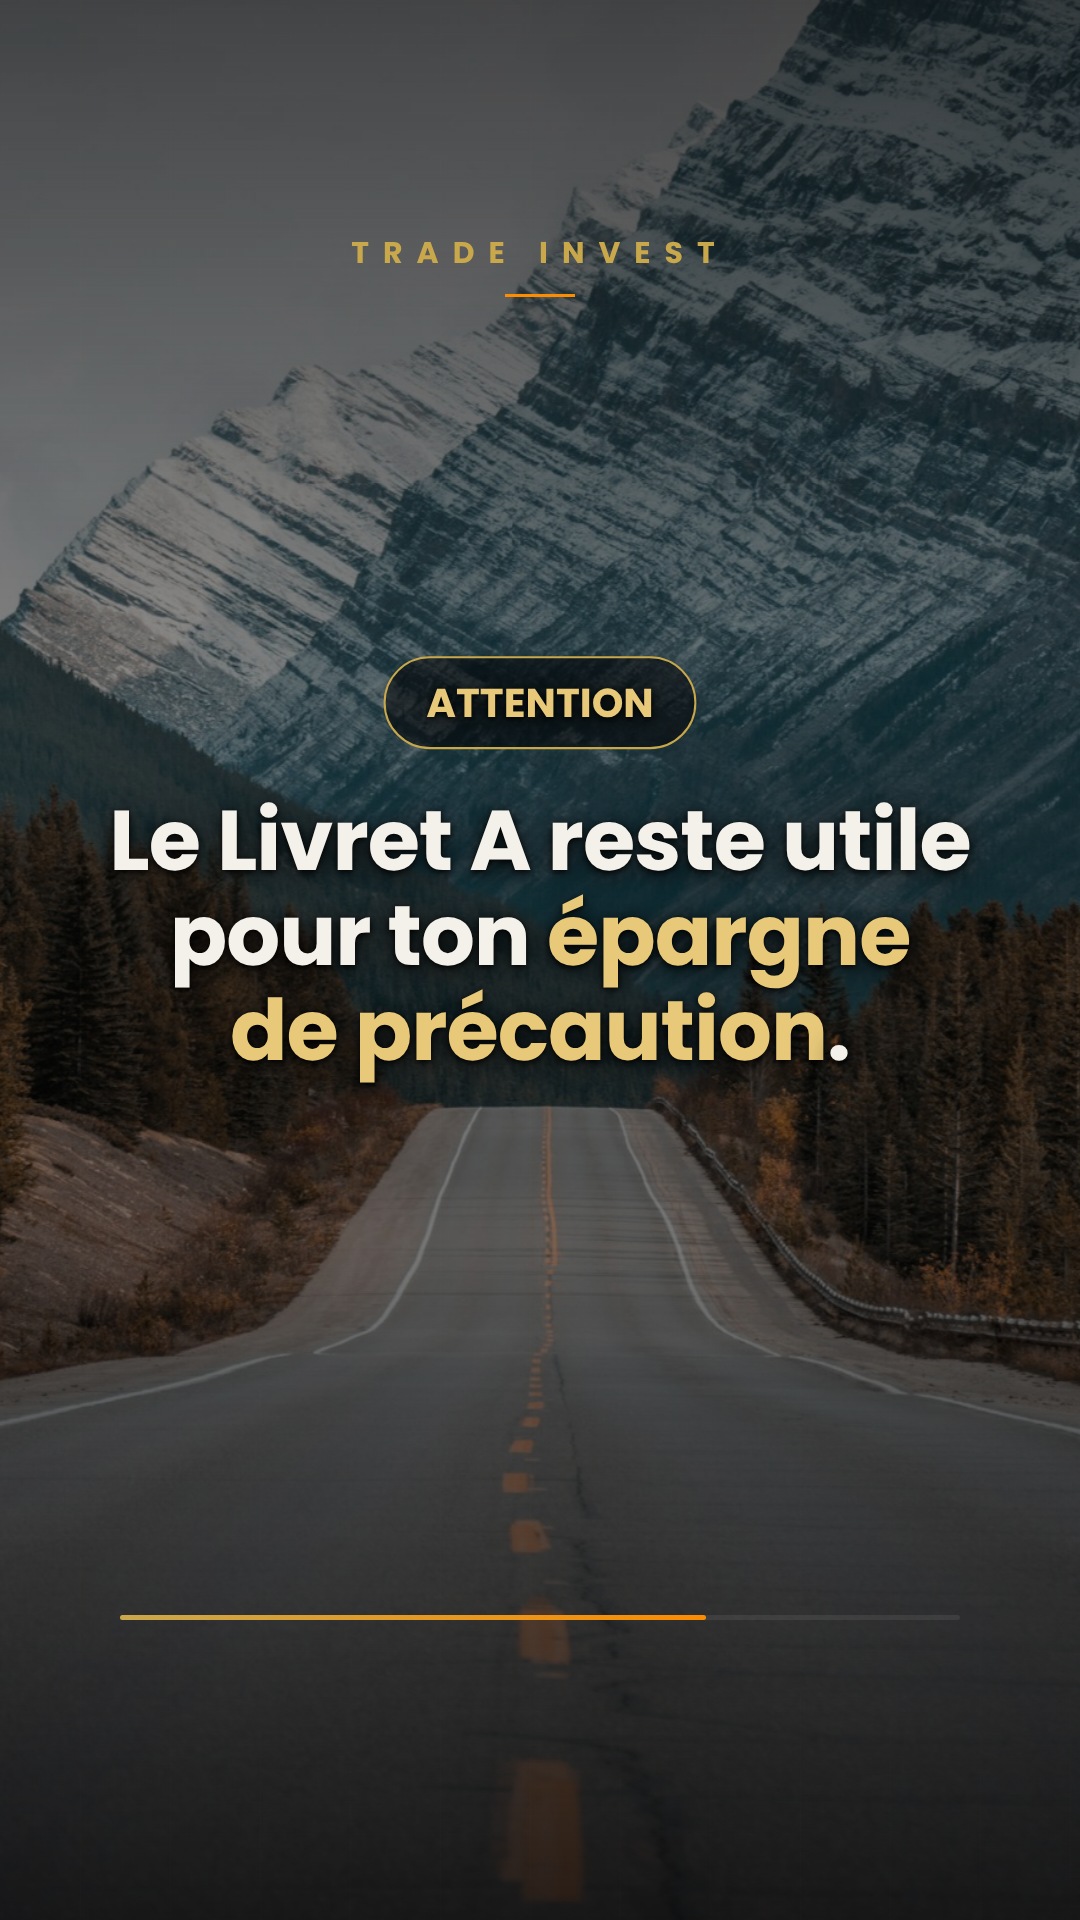 TRADE INVEST
ATTENTION
Le Livret A reste utile
pour ton épargne
de précaution.